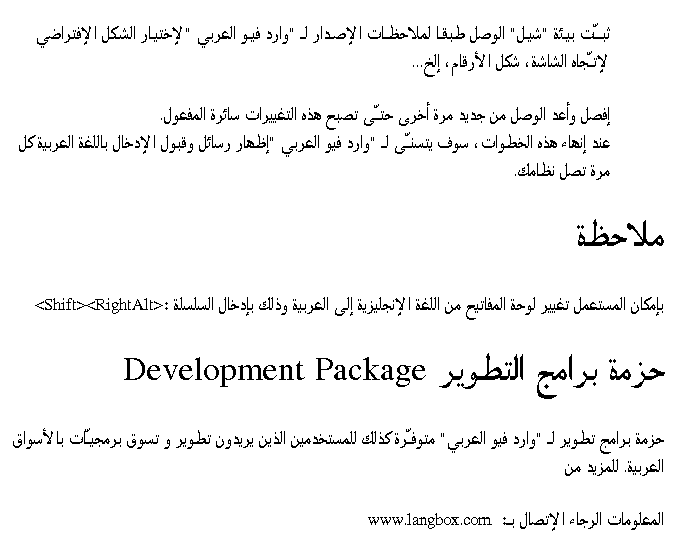 ثبـّت بيئة "شيل" الوصل طبقا لملاحظات الإصدار لـ "وارد فيو العربي " لإختيار الشكل الإفتراضي
لإتـّجاه الشاشة، شكل الأرقام، إلخ...
إفصل وأعد الوصل من جديد مرة أخرى حتـّى تصبح هذه التغييرات سائرة المفعول.
عند إنهاء هذه الخطوات، سوف يتسنـّى لـ "وارد فيو العربي "إظهار رسائل وقبول الإدخال باللغة العربية كل
مرة تصل نظامك.
ملاحظة
بإمكان المستعمل تغيير لوحة المفاتيح من اللغة الإنجليزية إلى العربية وذلك بإدخال السلسلة :<Shift><RightAlt>
حزمة برامج التطوير Development Package
حزمة برامج تطوير لـ "وارد فيو العربي" متوفـّرة كذلك للمستخدمين الذين يريدون تطوير و تسوق برمجيـّات بالأسواق
العربية. للمزيد من
المعلومات الرجاء الإتصال بـ: www.langbox.com